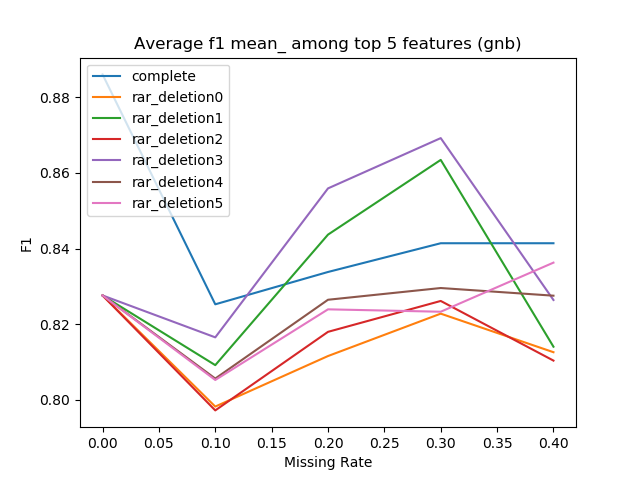 Average f1 mean_ among top 5 features (gnb)
complete
rar_deletion0
rar_deletion1
rar_deletion2
rar_deletion3
rar_deletion4
rar_deletion5
0.88
0.86
0.84
0.82
0.80
F1
0.00 0.05 0.10 0.15 0.20 0.25 0.30 0.35 0.40
Missing Rate